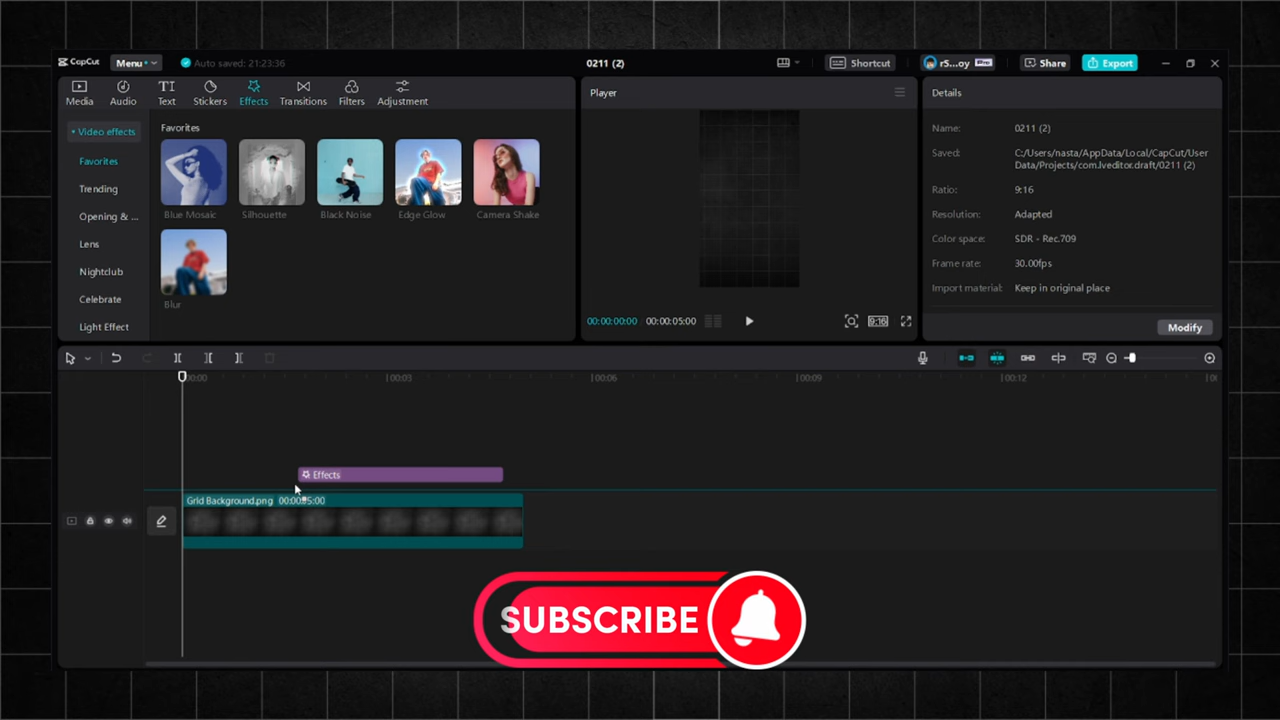 CapCut Menu Auto saved: 21:23:36 0211 (2) Shortcut rS...oy Pro Share Export
Media Audio Text Stickers Effects Transitions Filters Adjustment
Player
Details
Video effects
Favorites
Trending
Opening & ...
Lens
Nightclub
Celebrate
Light Effect
Favorites
Blue Mosaic Silhouette Black Noise Edge Glow Camera Shake
Blur
00:00:00:00 00:00:05:00
9:16
Name: 0211 (2)
Saved: C:/Users/nasta/AppData/Local/CapCut/User
Data/Projects/com.lveditor.draft/0211 (2)
Ratio: 9:16
Resolution: Adapted
Color space: SDR - Rec.709
Frame rate: 30.00fps
Import material: Keep in original place
Modify
00:00 00:03 00:06 00:09 00:12
Effects
Grid Background.png 00:00:05:00
SUBSCRIBE